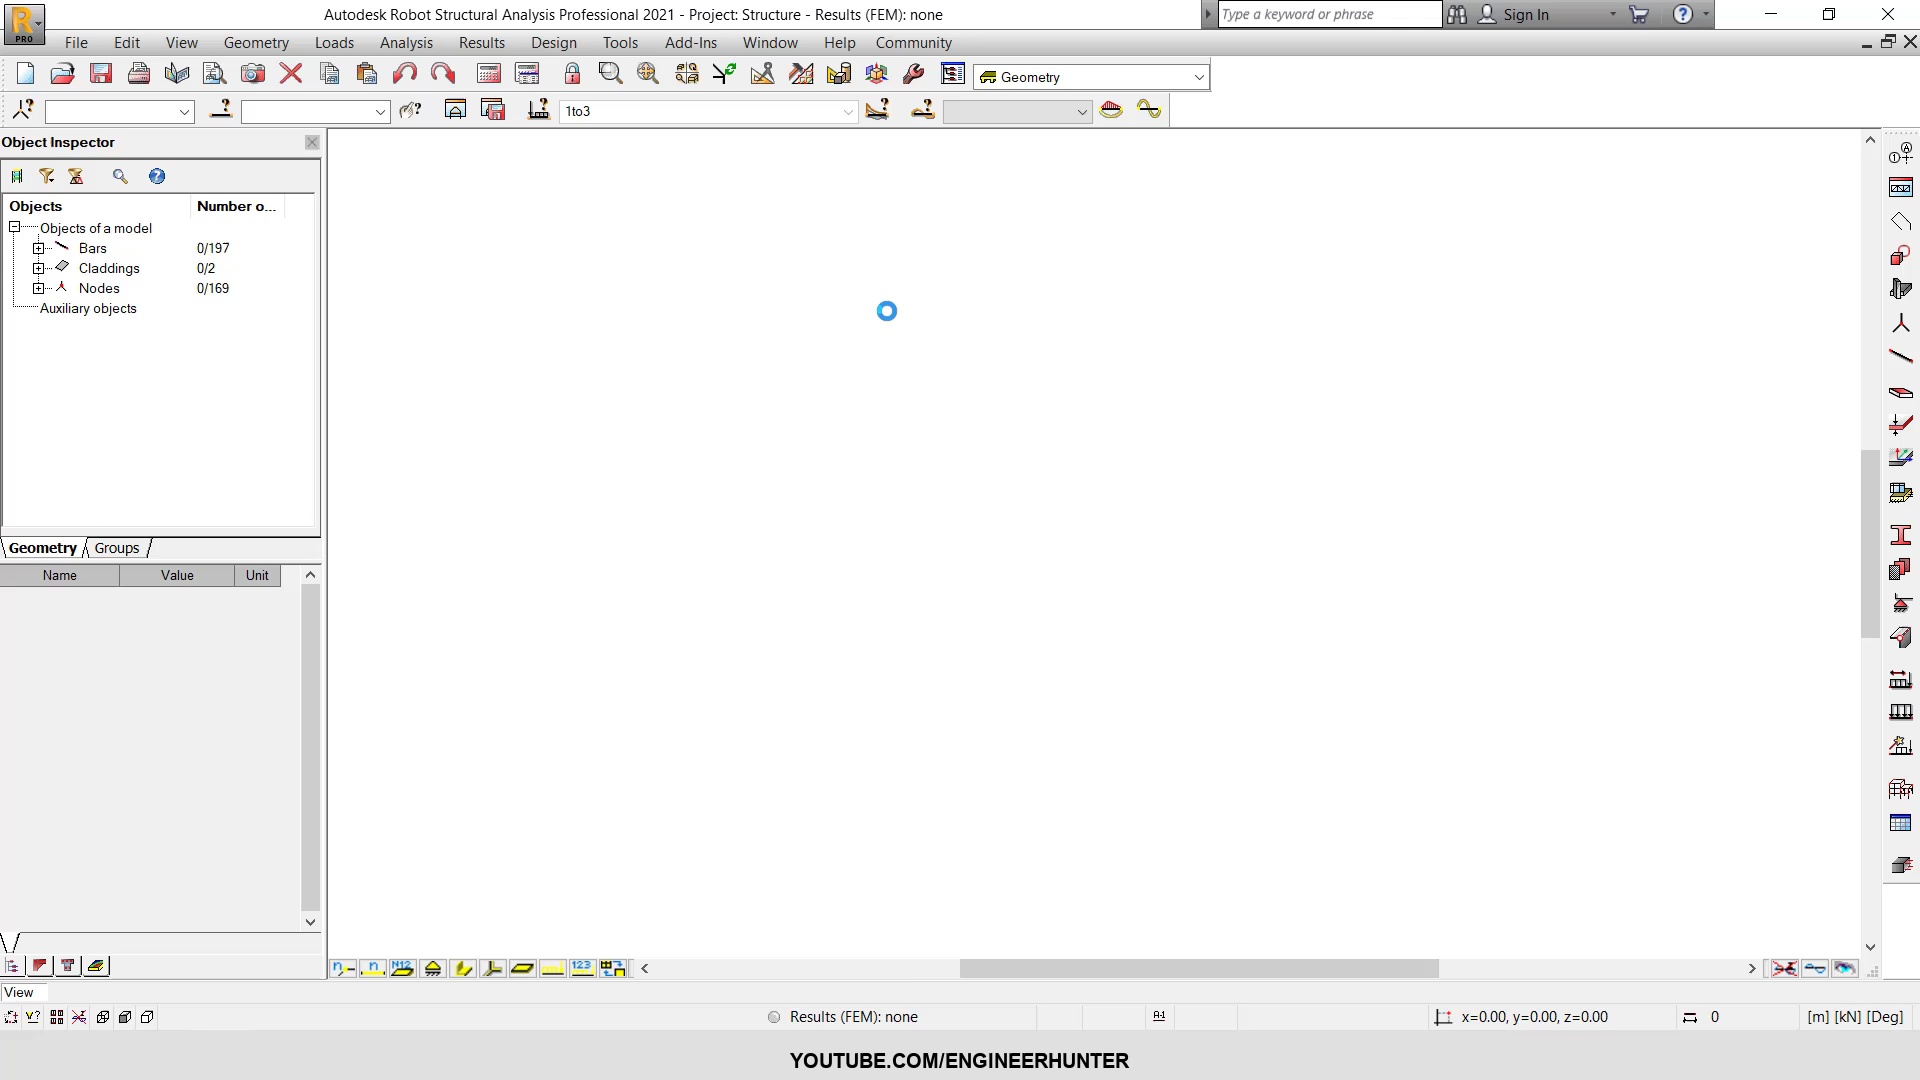 Autodesk Robot Structural Analysis Professional 2021 - Project: Structure - Results (FEM): none
Type a keyword or phrase
Sign In
PRO
File Edit View Geometry Loads Analysis Results Design Tools Add-Ins Window Help Community
Geometry
1to3
Object Inspector
Objects Number o...
Objects of a model
Bars 0/197
Claddings 0/2
Nodes 0/169
Auxiliary objects
Geometry Groups
Name Value Unit
View
Results (FEM): none
x=0.00, y=0.00, z=0.00
0
[m] [kN] [Deg]
YOUTUBE.COM/ENGINEERHUNTER